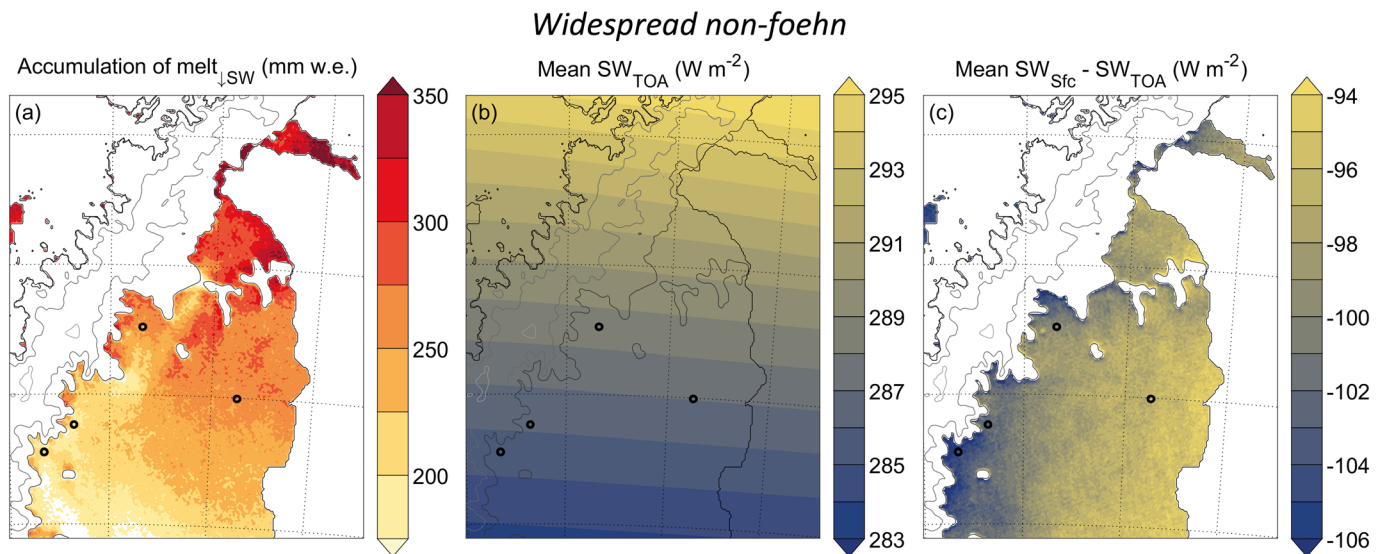 Widespread non-foehn
Accumulation of melt↓SW (mm w.e.)
Mean SWTOA (W m-2)
Mean SWSfc - SWTOA (W m-2)
(a)
350
300
250
200
(b)
295
293
291
289
287
285
283
(c)
-94
-96
-98
-100
-102
-104
-106